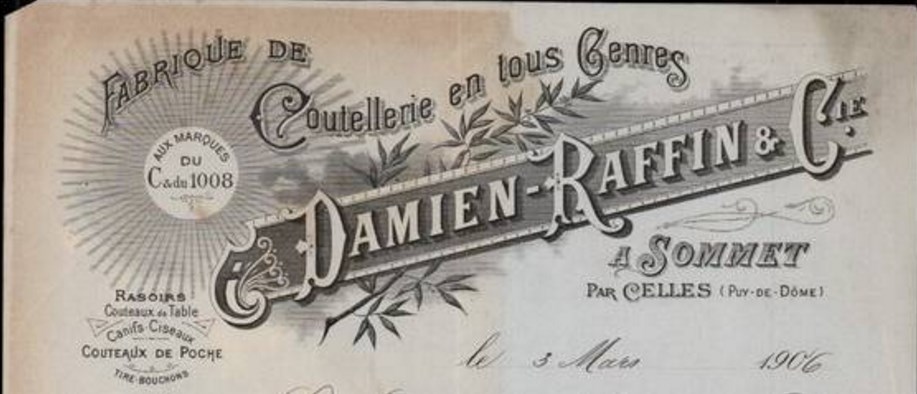 FABRIQUE DE
Coutellerie en tous Genres
AUX MARQUES
DU
C & du 1008
DAMIEN-RAFFIN & CIE
A SOMMET
PAR CELLES (PUY-DE-DÔME)
RASOIRS
Couteaux de Table
Canifs-Ciseaux
COUTEAUX DE POCHE
TIRE-BOUCHONS
le 3 Mars 1906